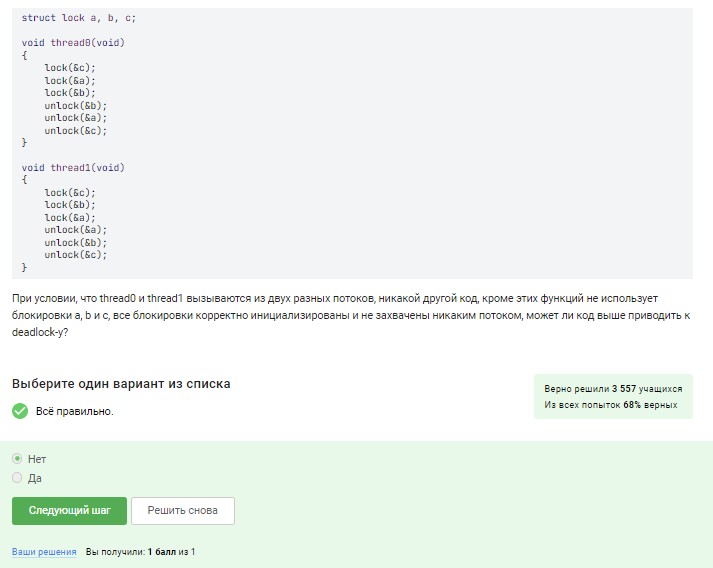 struct lock a, b, c;
void thread0(void)
{
lock(&c);
lock(&a);
lock(&b);
unlock(&b);
unlock(&a);
unlock(&c);
}
void thread1(void)
{
lock(&c);
lock(&b);
lock(&a);
unlock(&a);
unlock(&b);
unlock(&c);
}
При условии, что thread0 и thread1 вызываются из двух разных потоков, никакой другой код, кроме этих функций не использует
блокировки a, b и c, все блокировки корректно инициализированы и не захвачены никаким потоком, может ли код выше приводить к
deadlock-у?
Выберите один вариант из списка
Верно решили 3 557 учащихся
Из всех попыток 68% верных
Всё правильно.
Нет
Да
Следующий шаг
Решить снова
Ваши решения Вы получили: 1 балл из 1